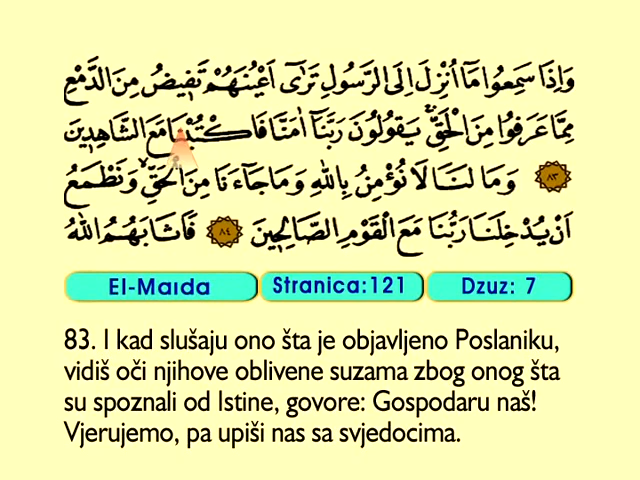 وَاِذَا سَمِعُوا مَٓا اُنْزِلَ اِلَى الرَّسُولِ تَرٰٓى اَعْيُنَهُمْ تَفٖيضُ مِنَ الدَّمْعِ
مِمَّا عَرَفُوا مِنَ الْحَقِّۚ يَقُولُونَ رَبَّنَٓا اٰمَنَّا فَاكْتُبْنَا مَعَ الشَّاهِدٖينَ
٨٣ وَمَا لَنَا لَا نُؤْمِنُ بِاللّٰهِ وَمَا جَٓاءَنَا مِنَ الْحَقِّۙ وَنَطْمَعُ
اَنْ يُدْخِلَنَا رَبُّنَا مَعَ الْقَوْمِ الصَّالِحٖينَ ٨٤ فَاَثَابَهُمُ اللّٰهُ
El-Maıda Stranica:121 Dzuz: 7
83. I kad slušaju ono šta je objavljeno Poslaniku,
vidiš oči njihove oblivene suzama zbog onog šta
su spoznali od Istine, govore: Gospodaru naš!
Vjerujemo, pa upiši nas sa svjedocima.